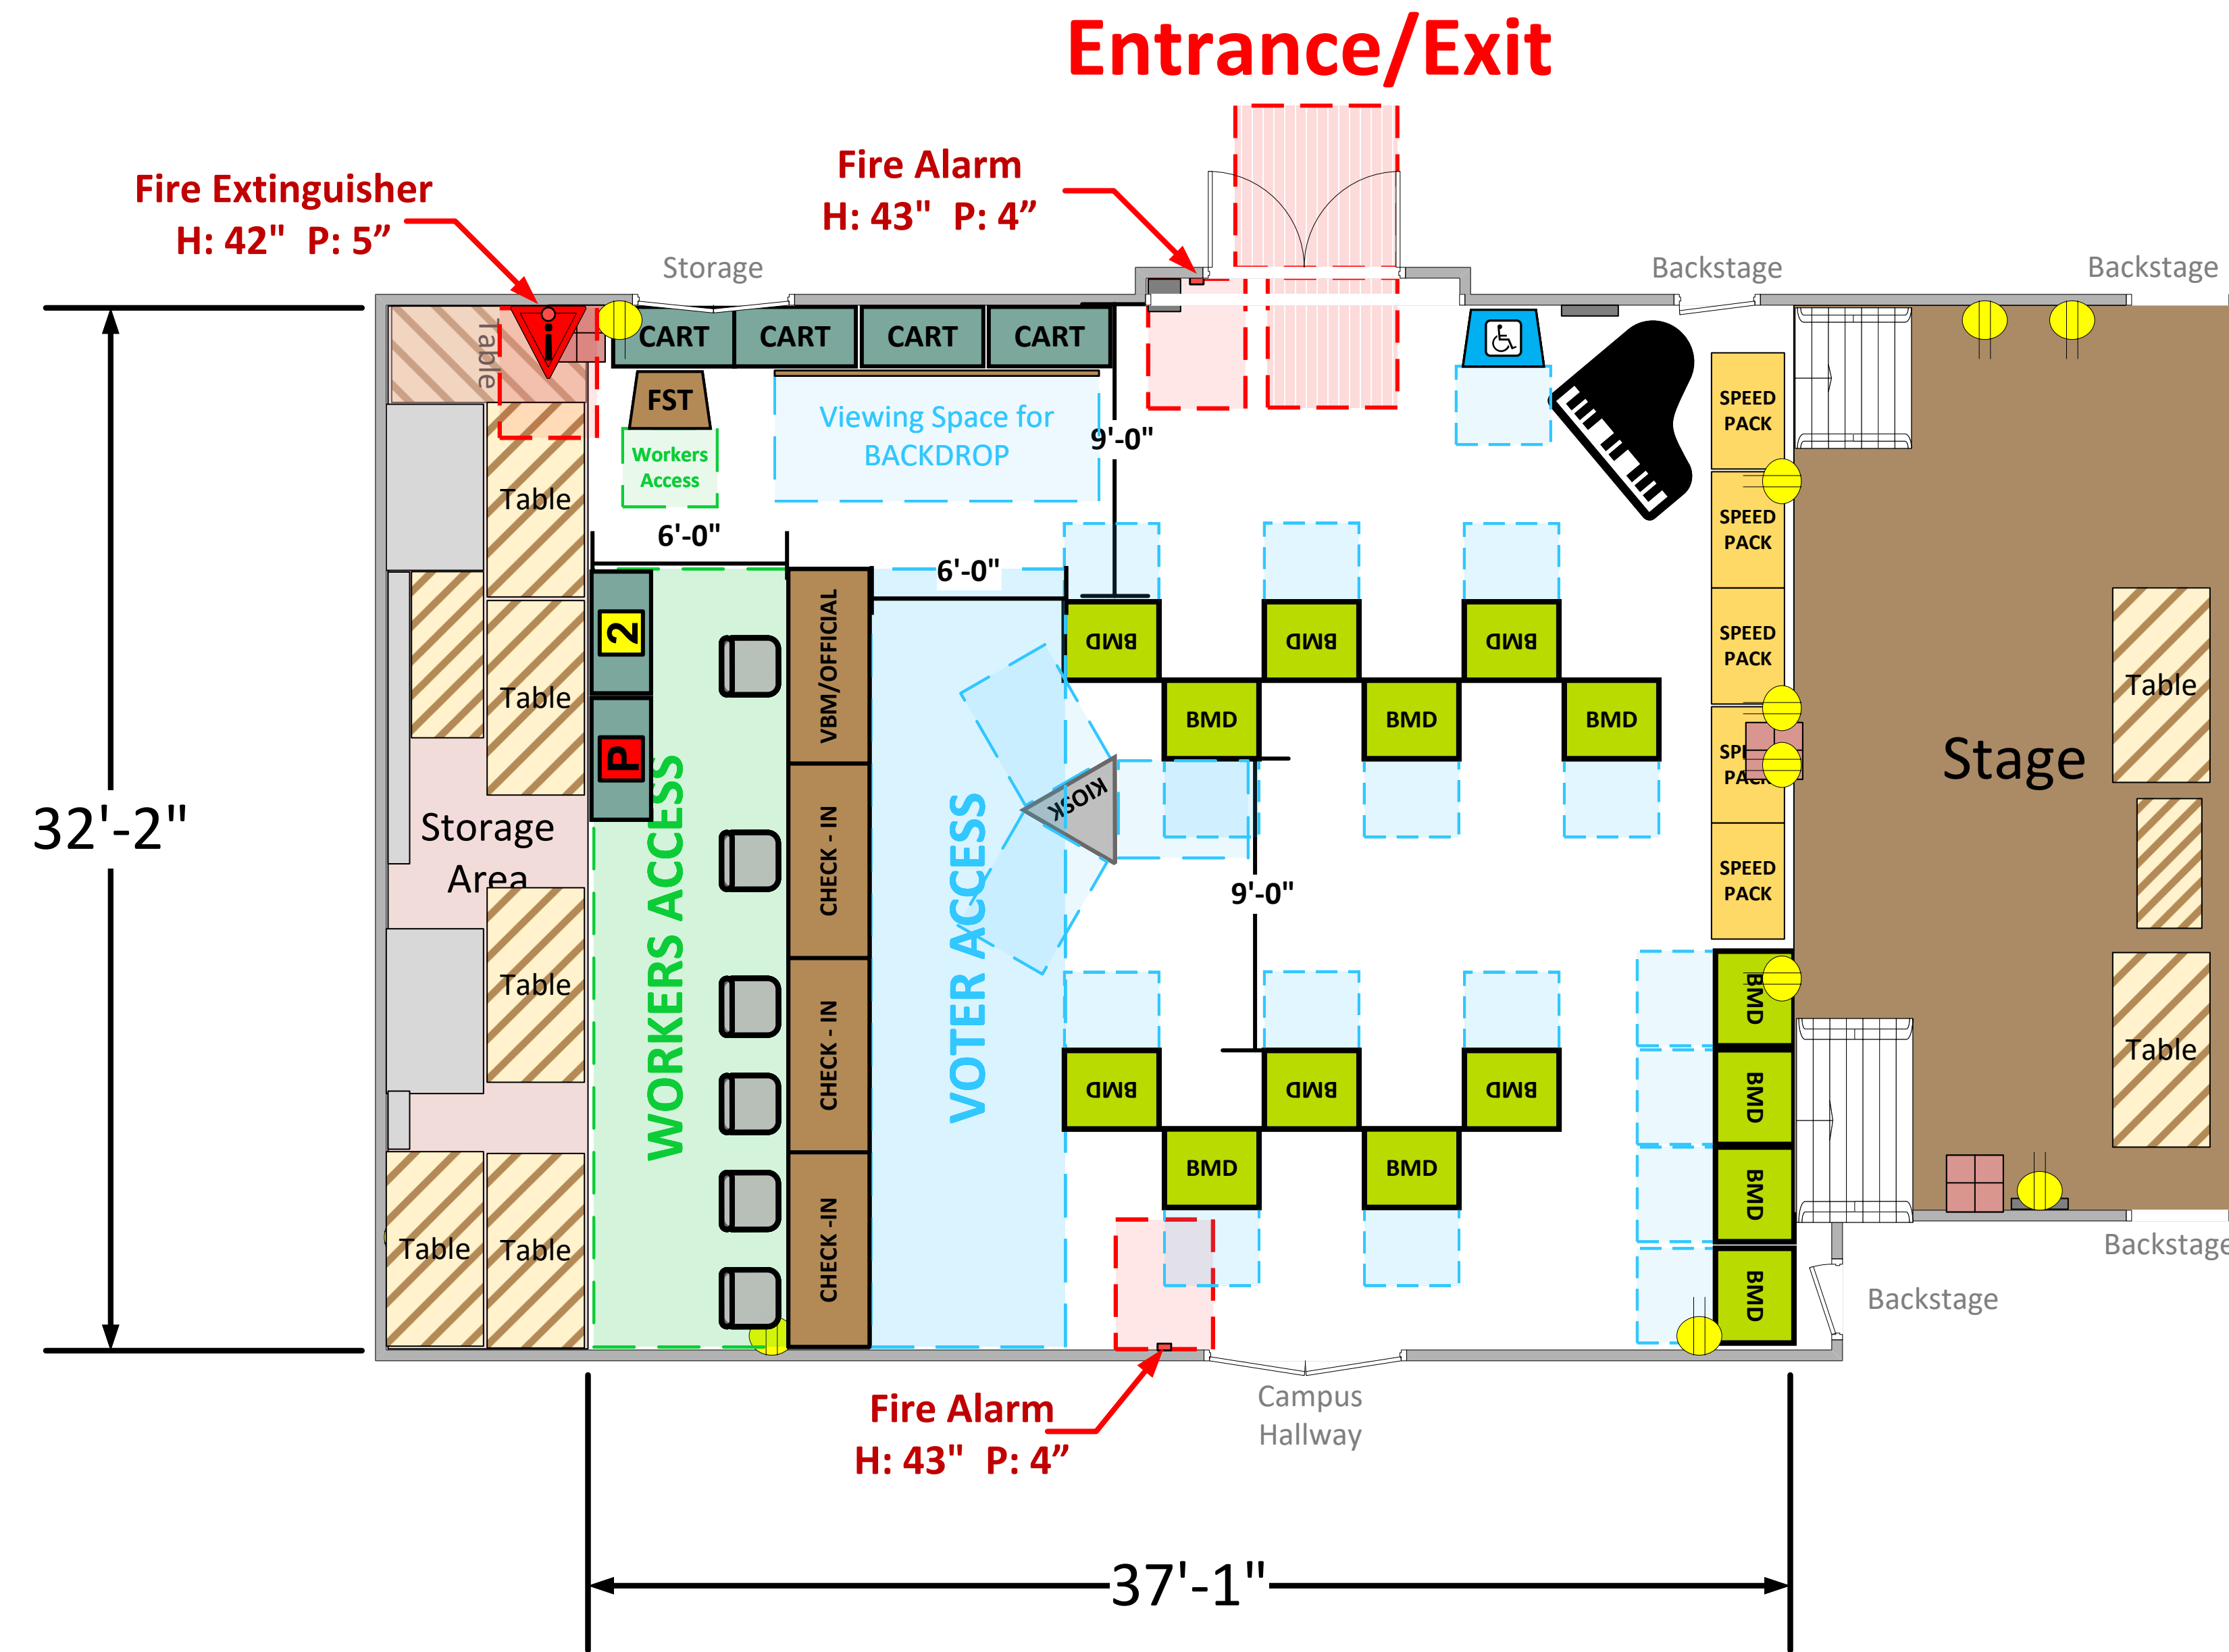 Entrance/Exit
Fire Extinguisher
H: 42" P: 5”
Fire Alarm
H: 43" P: 4”
Storage
Backstage
Backstage
Table
CART
CART
CART
CART
FST
Workers
Access
Viewing Space for
BACKDROP
9'-0"
6'-0"
6'-0"
Table
Table
Storage
Area
Table
Table
Table
2
P
WORKERS ACCESS
VBM/OFFICIAL
CHECK - IN
CHECK - IN
CHECK -IN
VOTER ACCESS
KIOSK
BMD
BMD
BMD
BMD
BMD
BMD
9'-0"
BMD
BMD
BMD
BMD
BMD
SPEED
PACK
SPEED
PACK
SPEED
PACK
SPEED
PACK
BMD
BMD
BMD
BMD
Stage
Table
Table
Backstage
Backstage
32'-2"
Fire Alarm
H: 43" P: 4”
Campus
Hallway
37'-1"